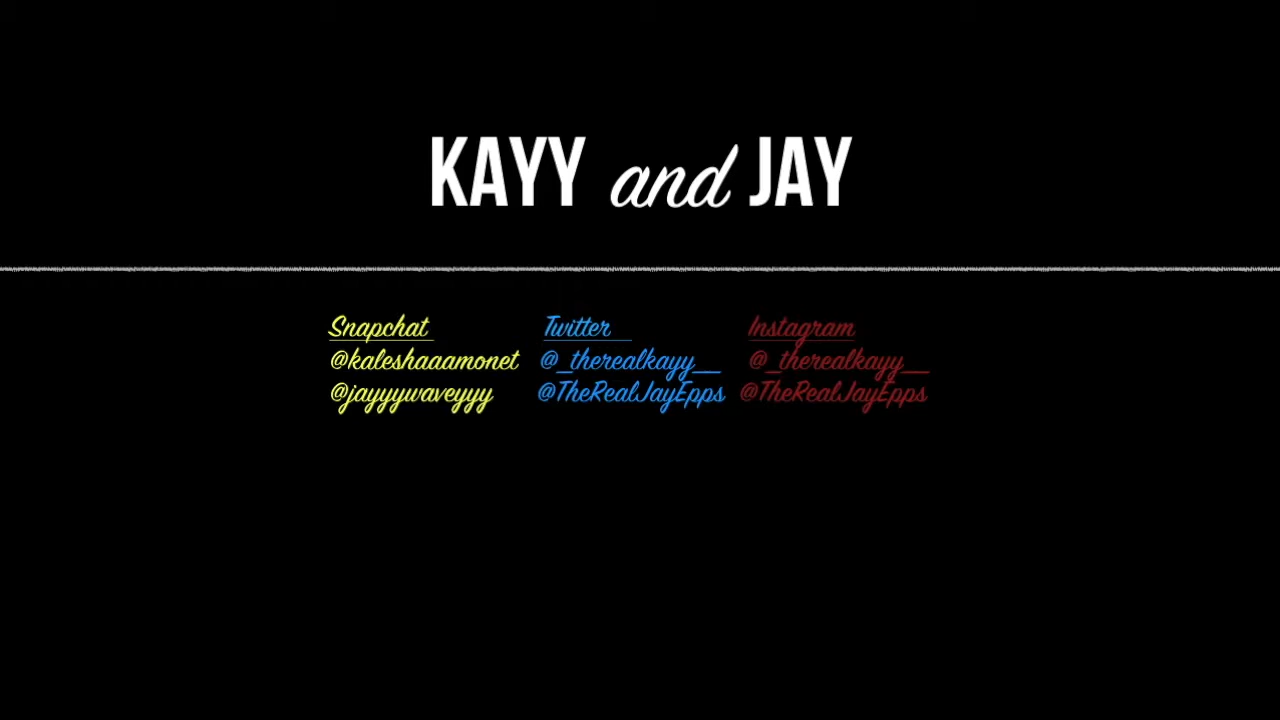 KAYY and JAY
Snapchat Twitter Instagram
@kaleshaaamonet @_therealkayy__ @_therealkayy__
@jayyywaveyyy @TheRealJayEpps @TheRealJayEpps